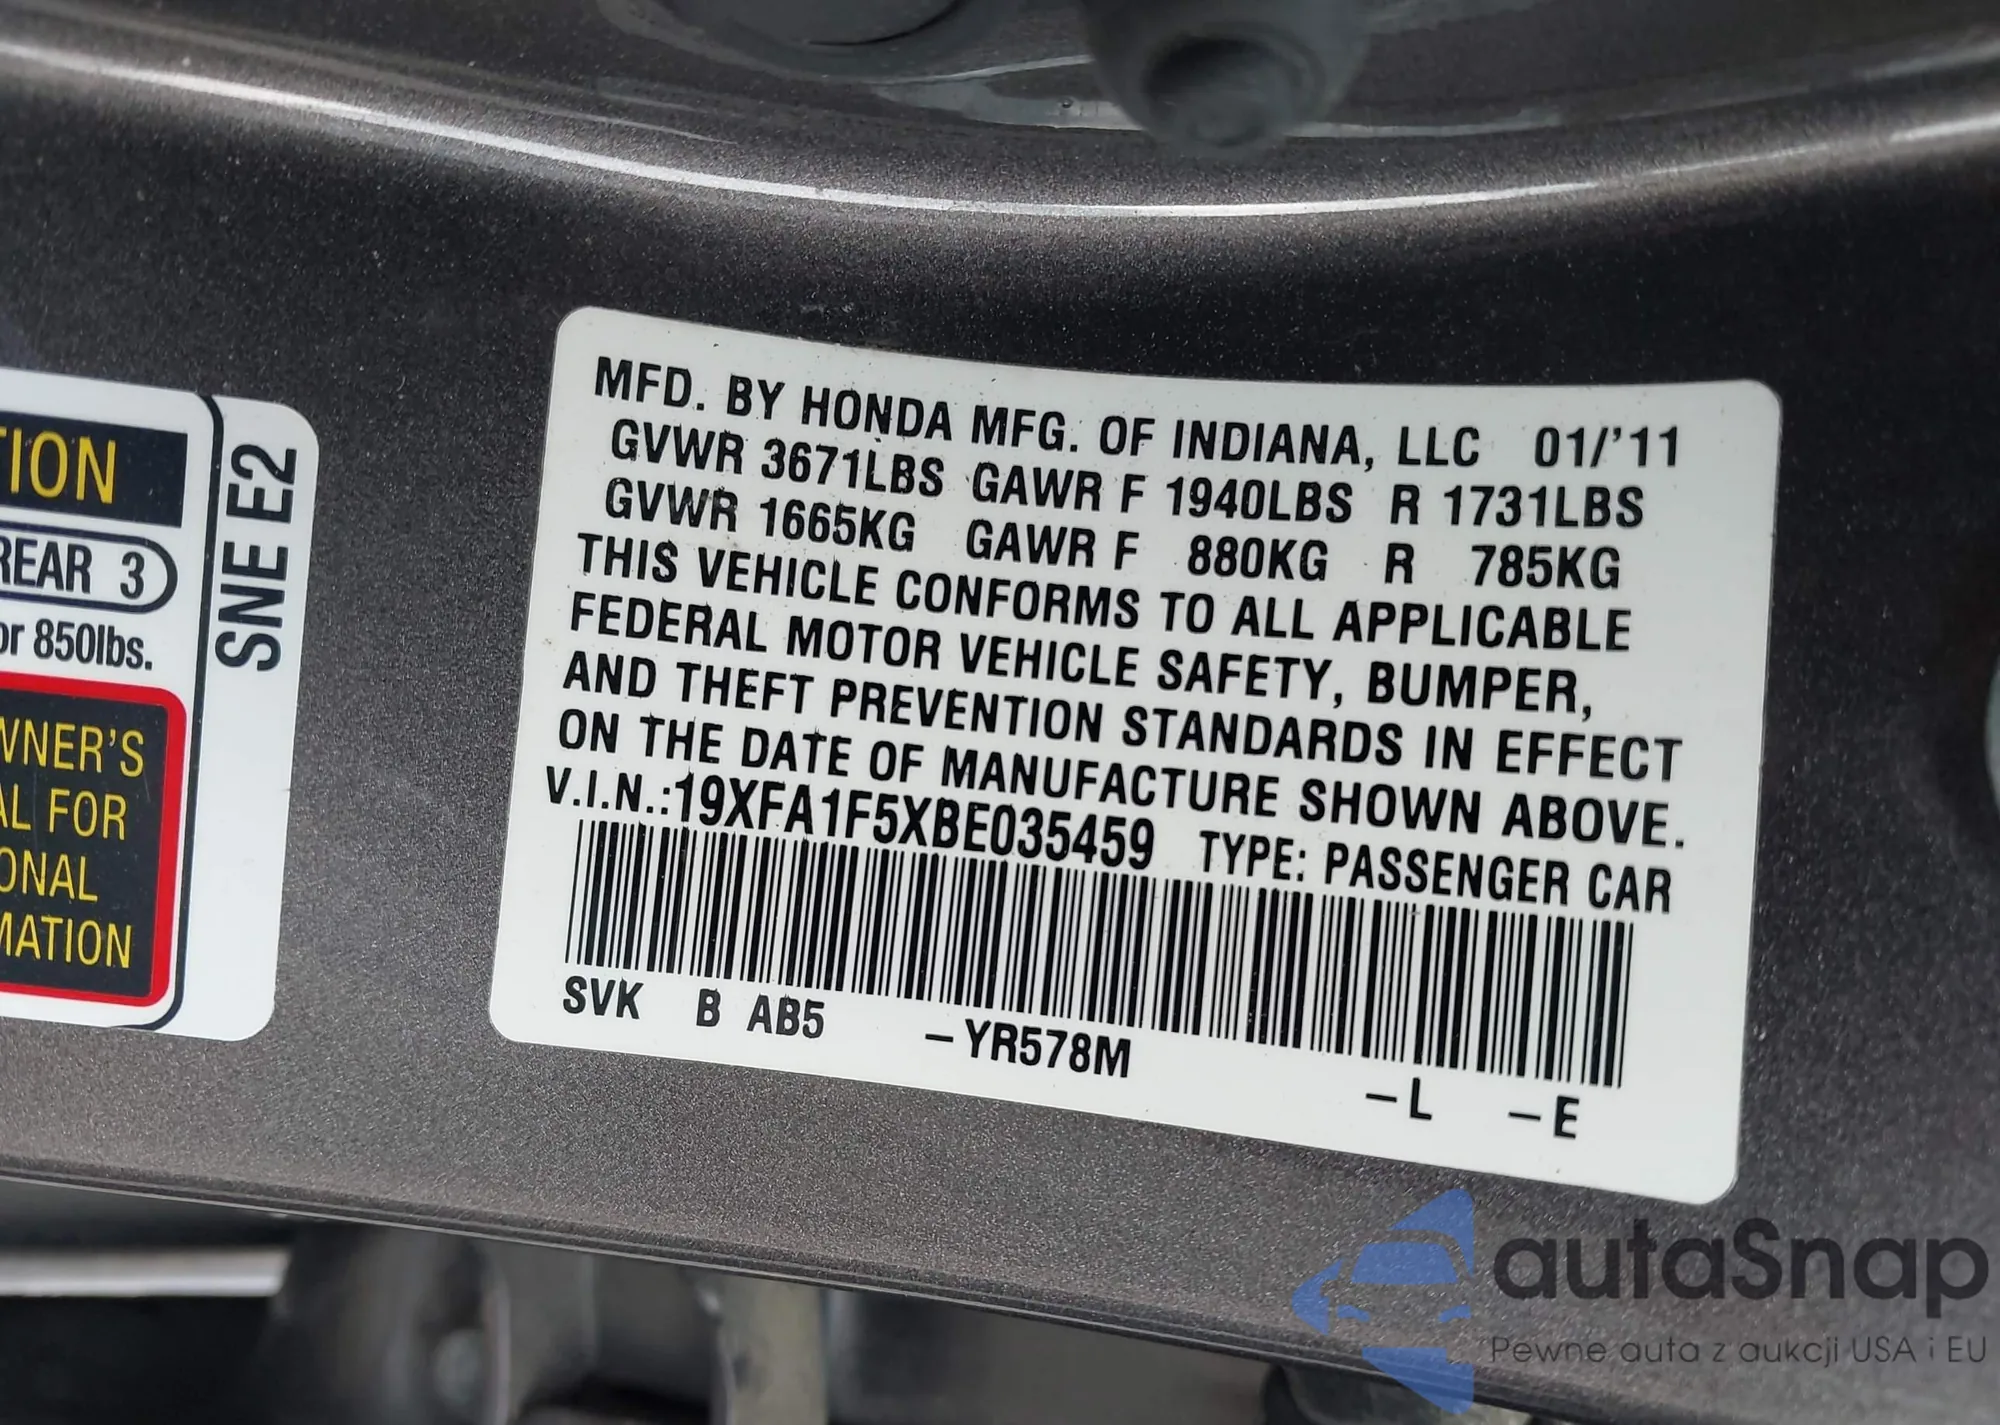 TION
REAR 3
or 850lbs.
WNER'S
AL FOR
ONAL
MATION
SNE E2
MFD. BY HONDA MFG. OF INDIANA, LLC 01/'11
GVWR 3671LBS GAWR F 1940LBS R 1731LBS
GVWR 1665KG GAWR F 880KG R 785KG
THIS VEHICLE CONFORMS TO ALL APPLICABLE
FEDERAL MOTOR VEHICLE SAFETY, BUMPER,
AND THEFT PREVENTION STANDARDS IN EFFECT
ON THE DATE OF MANUFACTURE SHOWN ABOVE.
V.I.N.:19XFA1F5XBE035459 TYPE: PASSENGER CAR
SVK B AB5 -YR578M -L -E
autaSnap
Pewne auta z aukcji USA i EU